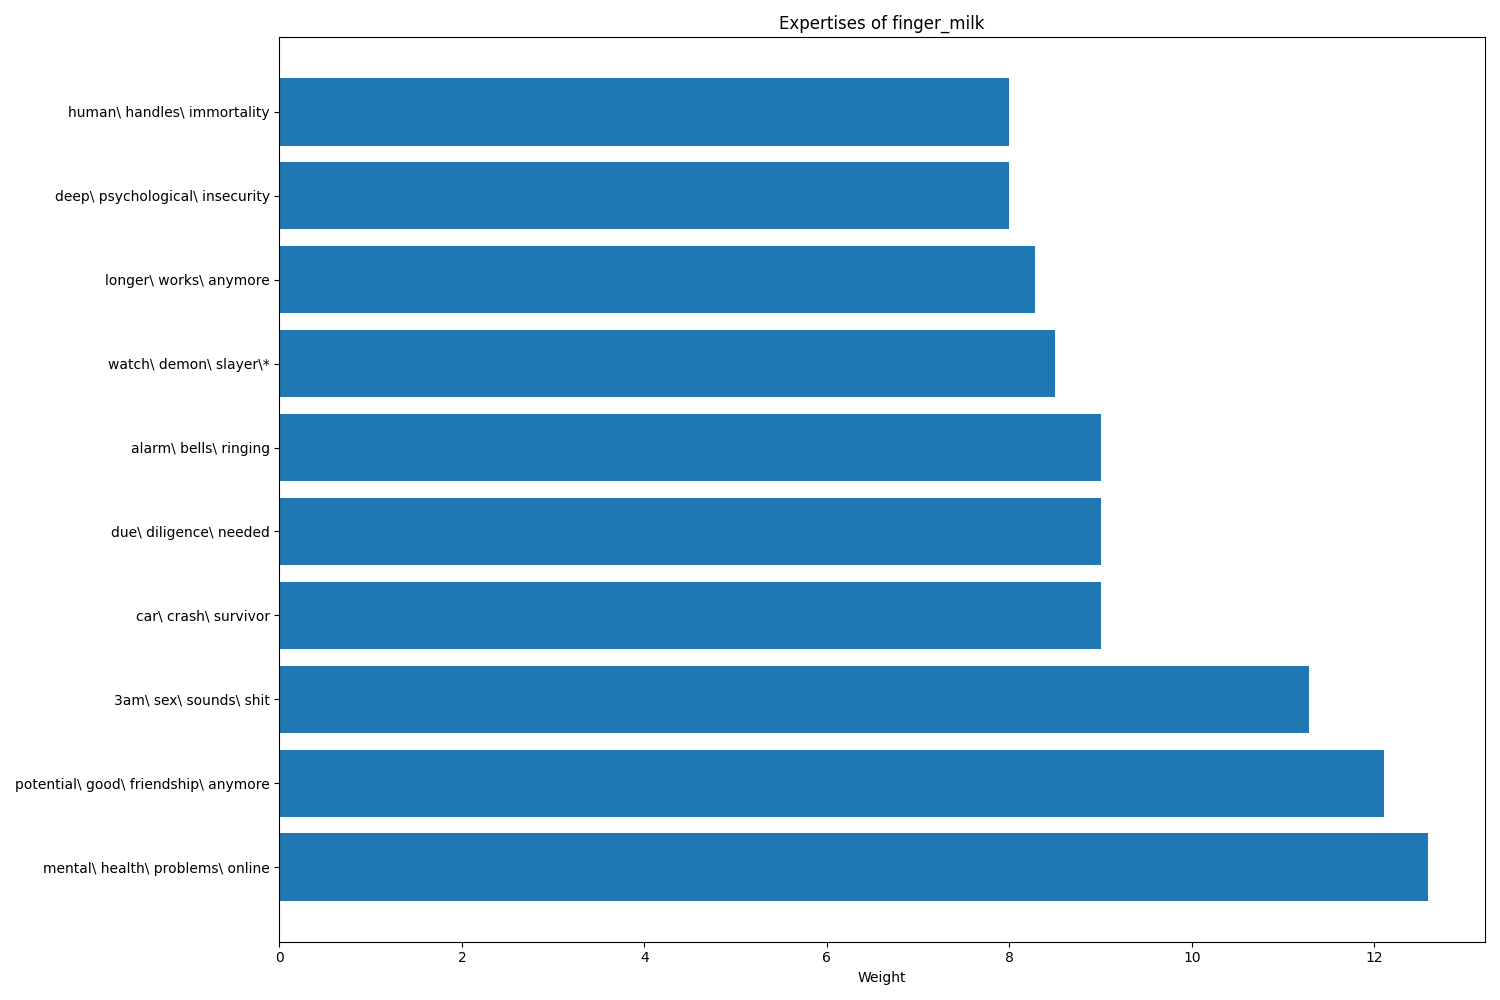 Expertises of finger_milk
human\ handles\ immortality
deep\ psychological\ insecurity
longer\ works\ anymore
watch\ demon\ slayer\*
alarm\ bells\ ringing
due\ diligence\ needed
car\ crash\ survivor
3am\ sex\ sounds\ shit
potential\ good\ friendship\ anymore
mental\ health\ problems\ online
0 2 4 6 8 10 12
Weight